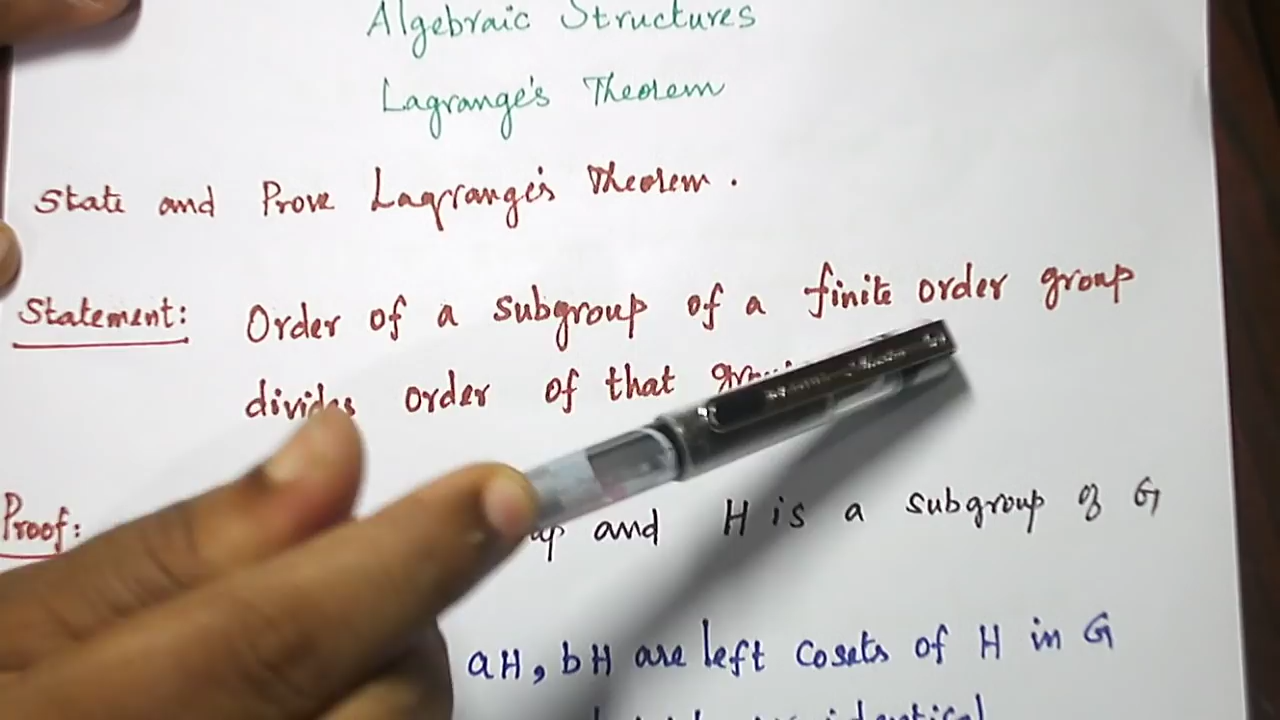 Algebraic Structures
Lagrange's Theorem
State and Prove Lagrange's Theorem.
Statement: Order of a subgroup of a finite order group
divides order of that
Proof: and H is a subgroup of G
aH, bH are left cosets of H in G
identical